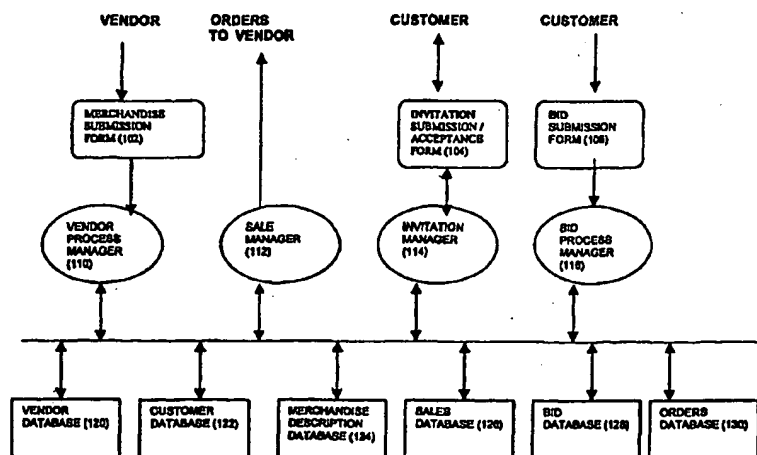 VENDOR
ORDERS
TO VENDOR
CUSTOMER
CUSTOMER
MERCHANDISE
SUBMISSION
FORM (102)
INVITATION
SUBMISSION /
ACCEPTANCE
FORM (104)
BID
SUBMISSION
FORM (106)
VENDOR
PROCESS
MANAGER
(110)
SALE
MANAGER
(112)
INVITATION
MANAGER
(114)
BID
PROCESS
MANAGER
(116)
VENDOR
DATABASE (120)
CUSTOMER
DATABASE (122)
MERCHANDISE
DESCRIPTION
DATABASE (124)
SALES
DATABASE (126)
BID
DATABASE (128)
ORDERS
DATABASE (130)